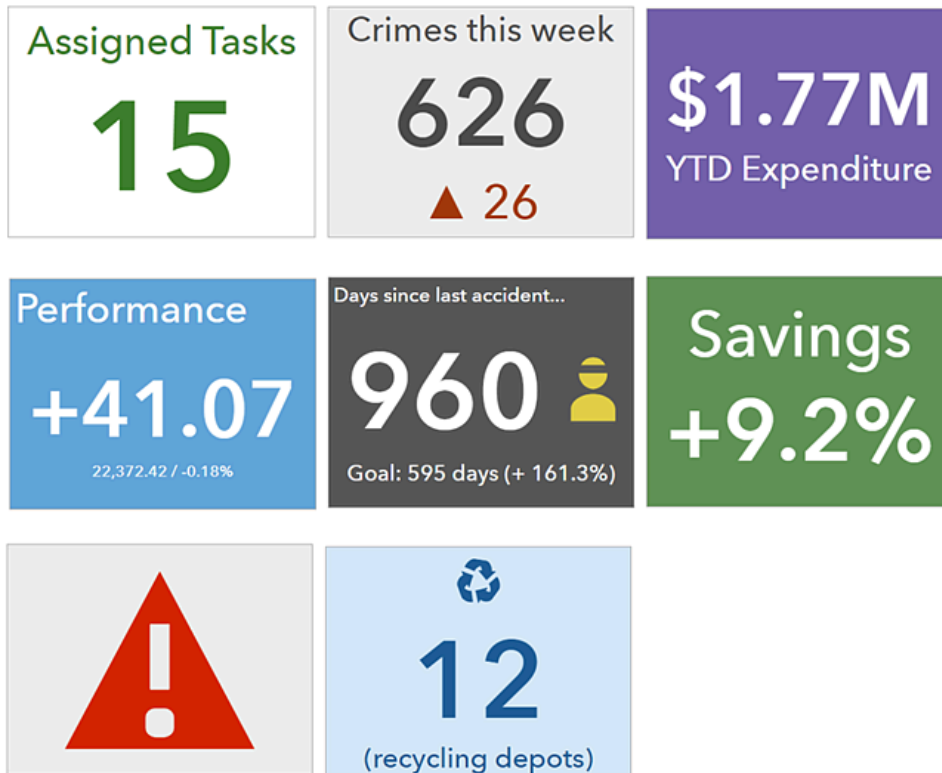 Assigned Tasks
15
Crimes this week
626
▲ 26
$1.77M
YTD Expenditure
Performance
+41.07
22,372.42 / -0.18%
Days since last accident...
960
Goal: 595 days (+ 161.3%)
Savings
+9.2%
!
12
(recycling depots)